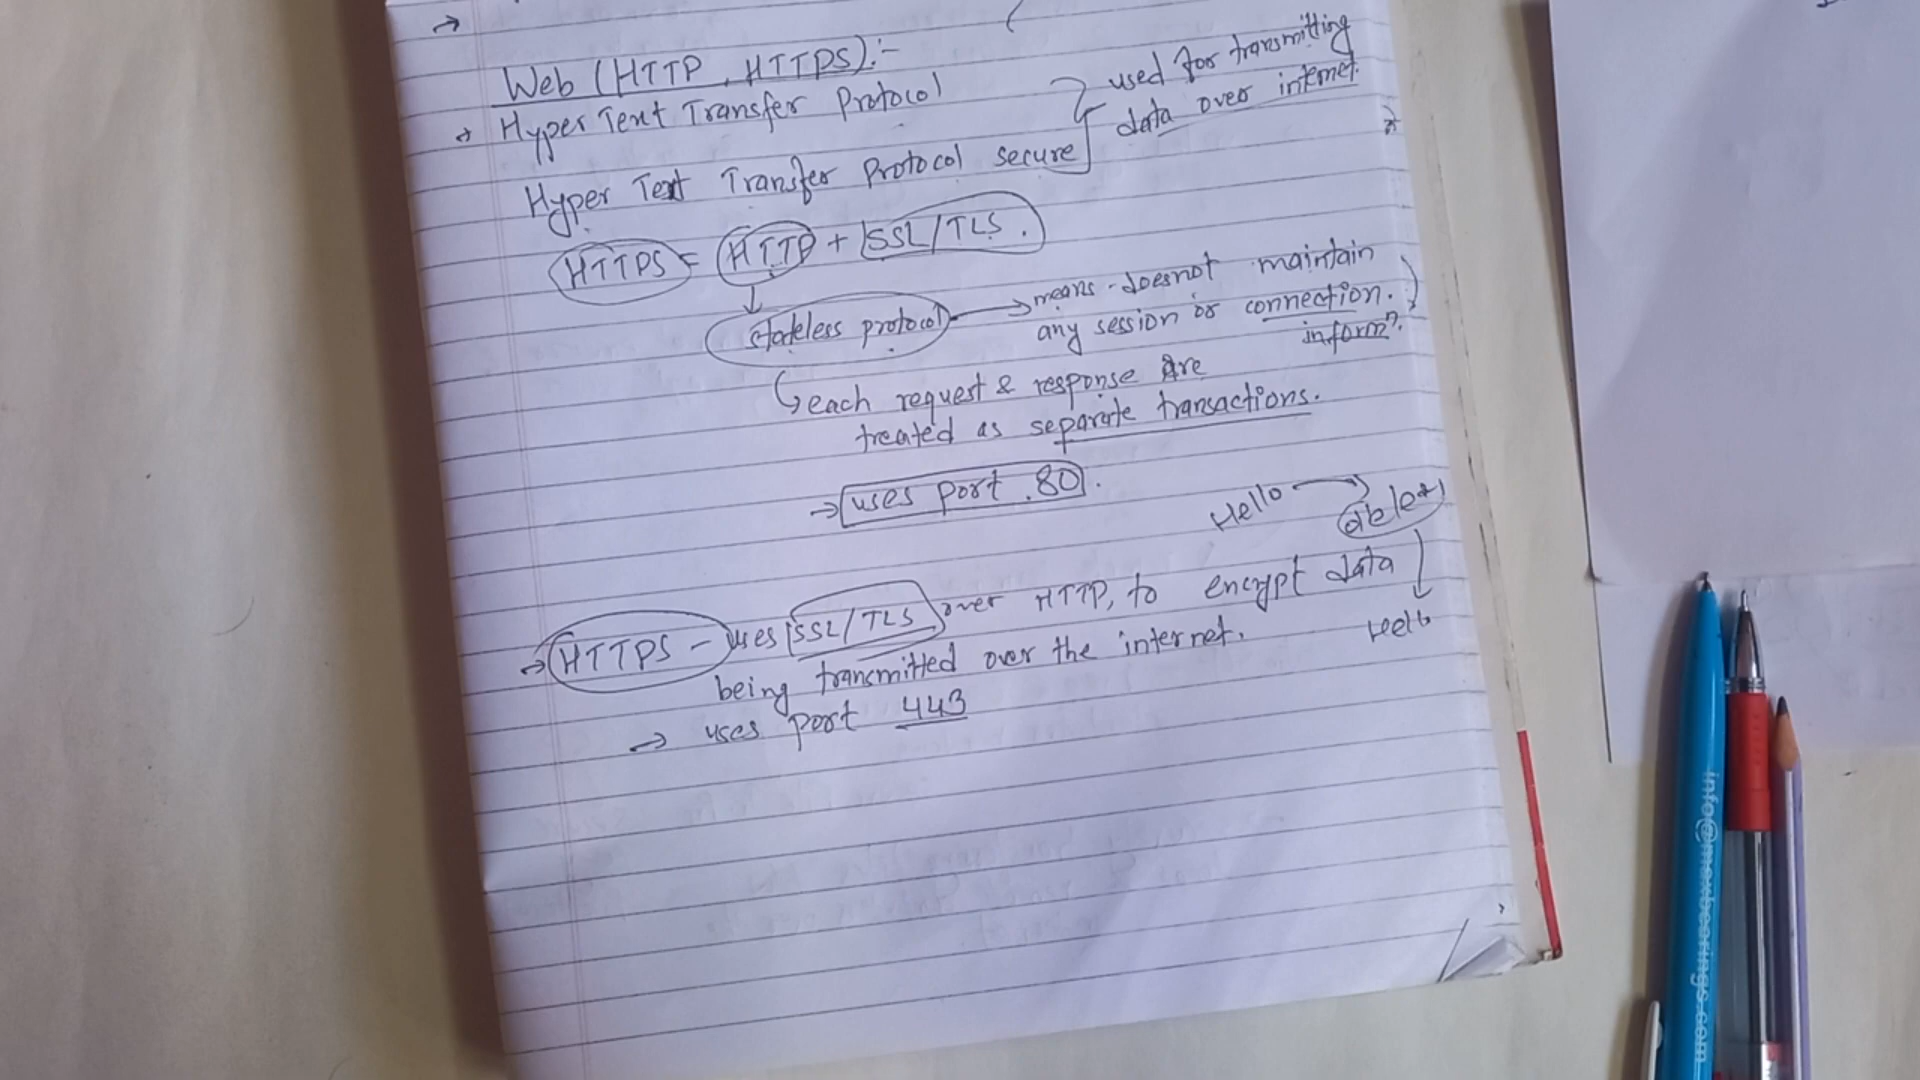 →
Web (HTTP, HTTPS):-
→ Hyper Text Transfer Protocol
used for transmitting
data over internet.
Hyper Text Transfer Protocol secure
HTTPS = HTTP + SSL/TLS.
↓
stateless protocol → means - doesnot maintain
any session or connection.
inform?.
↳ each request & response Are
treated as separate transactions.
→ uses port .80.
Hello →
→ HTTPS - uses SSL/TLS over HTTP, to encrypt data
being transmitted over the internet.
Hello
→ uses port 443